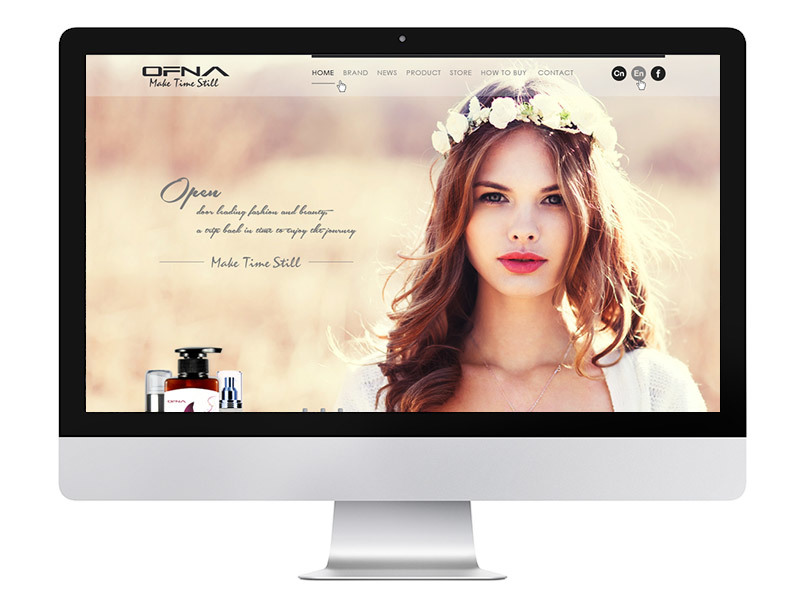 OFNA
Make Time Still
HOME BRAND NEWS PRODUCT STORE HOW TO BUY CONTACT
Cn En f
Open
door leading fashion and beauty,
a trip back in time to enjoy the journey
Make Time Still
OFNA